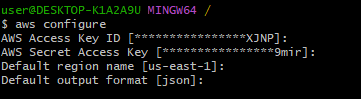 user@DESKTOP-K1A2A9U MINGW64 /
$ aws configure
AWS Access Key ID [****************XJNP]:
AWS Secret Access Key [****************9mir]:
Default region name [us-east-1]:
Default output format [json]: